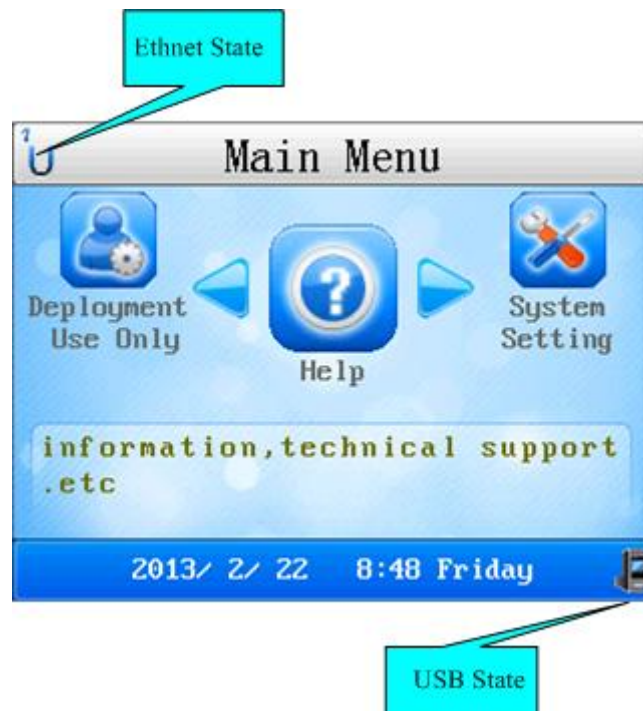 Ethnet State
Main Menu
Deployment
Use Only
Help
System
Setting
information,technical support
.etc
2013/ 2/ 22 8:48 Friday
USB State